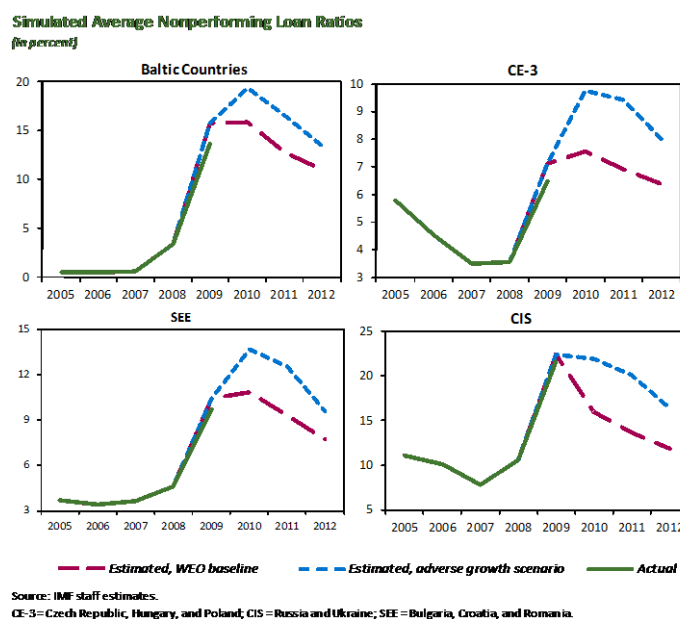 Simulated Average Nonperforming Loan Ratios
(In percent)
Baltic Countries
20
15
10
5
0
2005 2006 2007 2008 2009 2010 2011 2012
CE-3
10
9
8
7
6
5
4
3
2005 2006 2007 2008 2009 2010 2011 2012
SEE
15
12
9
6
3
2005 2006 2007 2008 2009 2010 2011 2012
CIS
25
20
15
10
5
2005 2006 2007 2008 2009 2010 2011 2012
Estimated, WEO baseline
Estimated, adverse growth scenario
Actual
Source: IMF staff estimates.
CE-3= Czech Republic, Hungary, and Poland; CIS = Russia and Ukraine; SEE = Bulgaria, Croatia, and Romania.